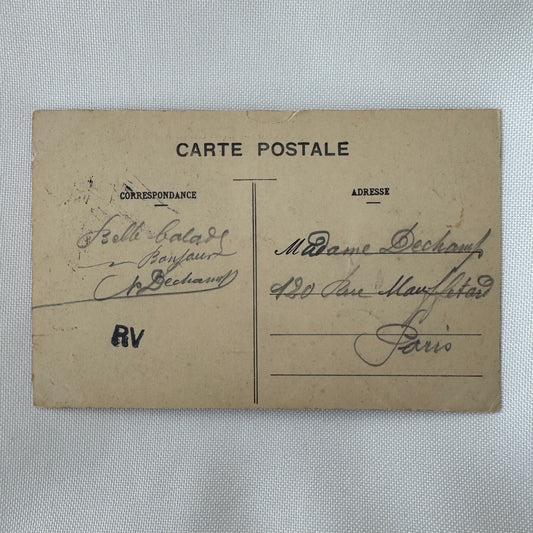 CARTE POSTALE
CORRESPONDANCE
Belle balade
Bonjour
Dechamp
RV
ADRESSE
Madame Dechamp
120 Rue Mouffetard
Paris